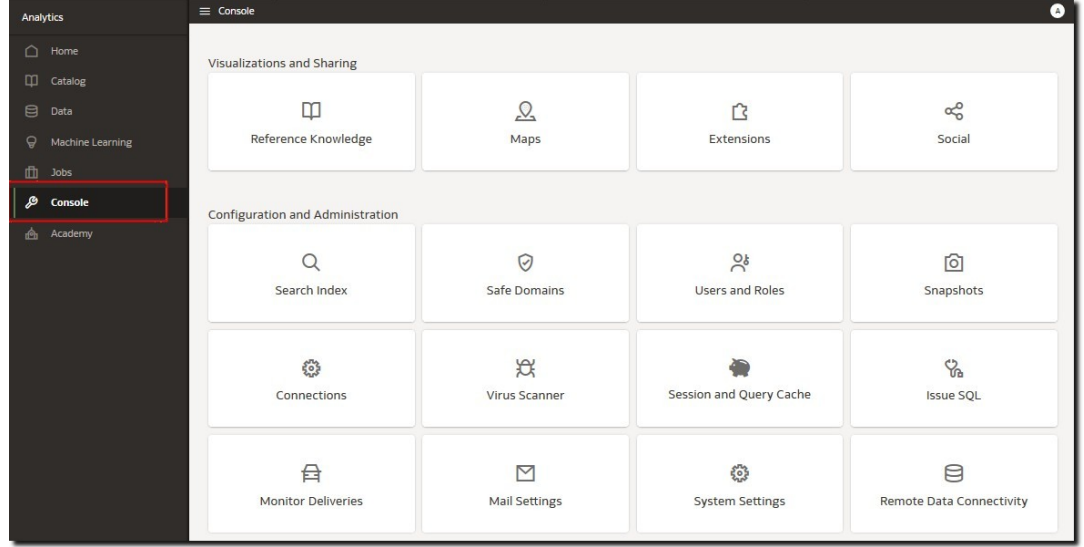 Analytics
Home
Catalog
Data
Machine Learning
Jobs
Console
Academy
Console
A
Visualizations and Sharing
Reference Knowledge
Maps
Extensions
Social
Configuration and Administration
Search Index
Safe Domains
Users and Roles
Snapshots
Connections
Virus Scanner
Session and Query Cache
Issue SQL
Monitor Deliveries
Mail Settings
System Settings
Remote Data Connectivity